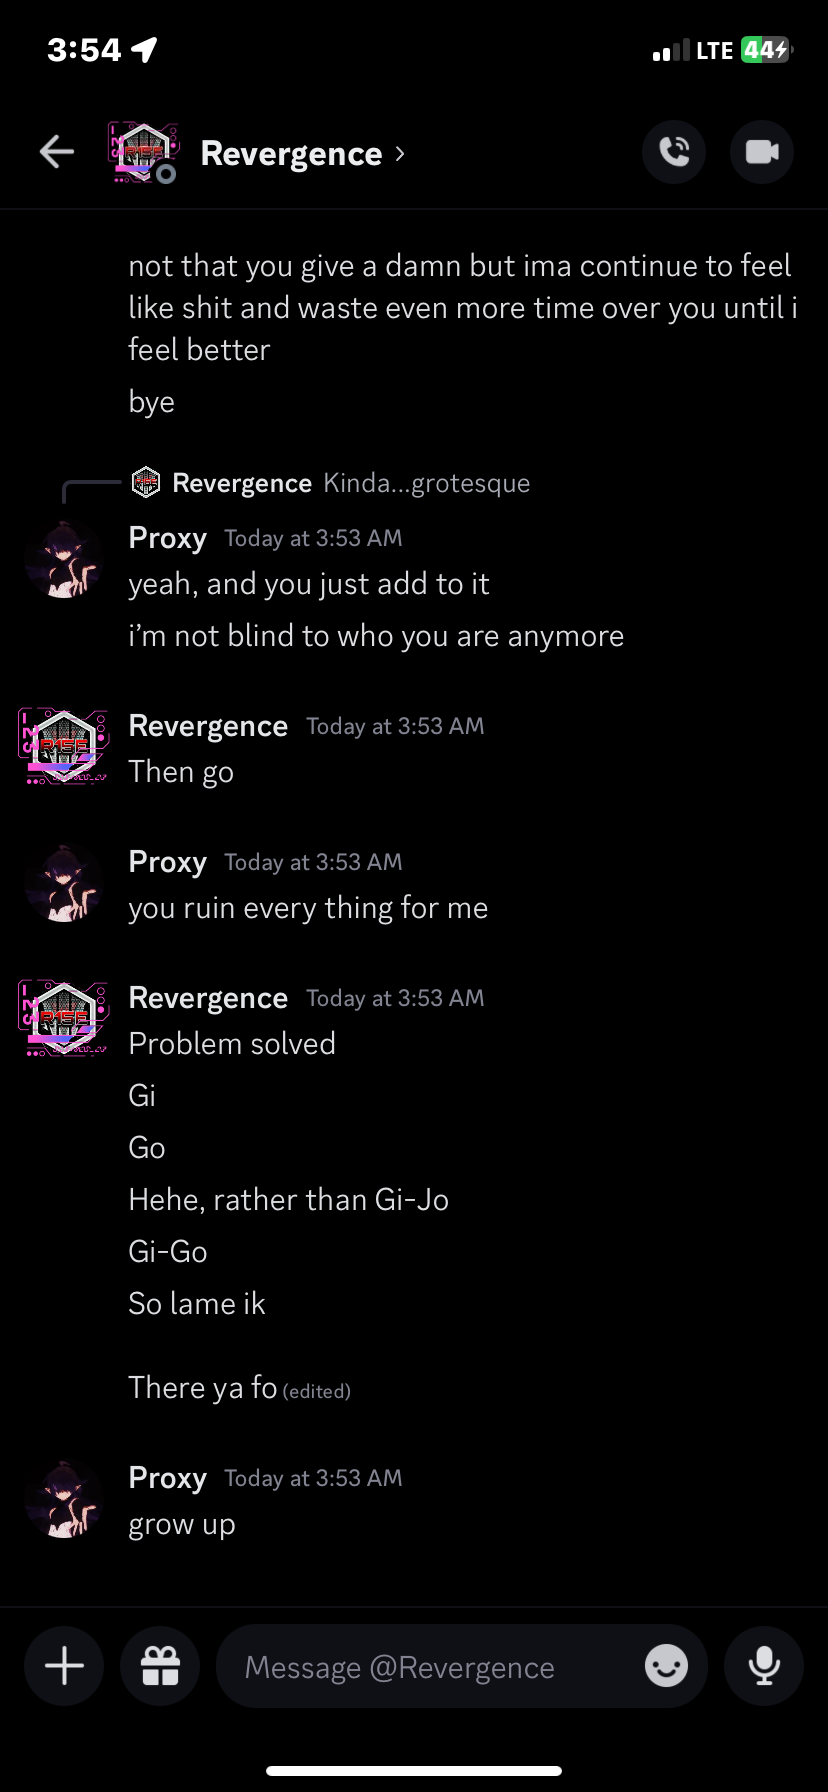 3:54 LTE 44
Revergence
not that you give a damn but ima continue to feel
like shit and waste even more time over you until i
feel better
bye
Revergence Kinda...grotesque
Proxy Today at 3:53 AM
yeah, and you just add to it
i'm not blind to who you are anymore
Revergence Today at 3:53 AM
Then go
Proxy Today at 3:53 AM
you ruin every thing for me
Revergence Today at 3:53 AM
Problem solved
Gi
Go
Hehe, rather than Gi-Jo
Gi-Go
So lame ik
There ya fo (edited)
Proxy Today at 3:53 AM
grow up
Message @Revergence